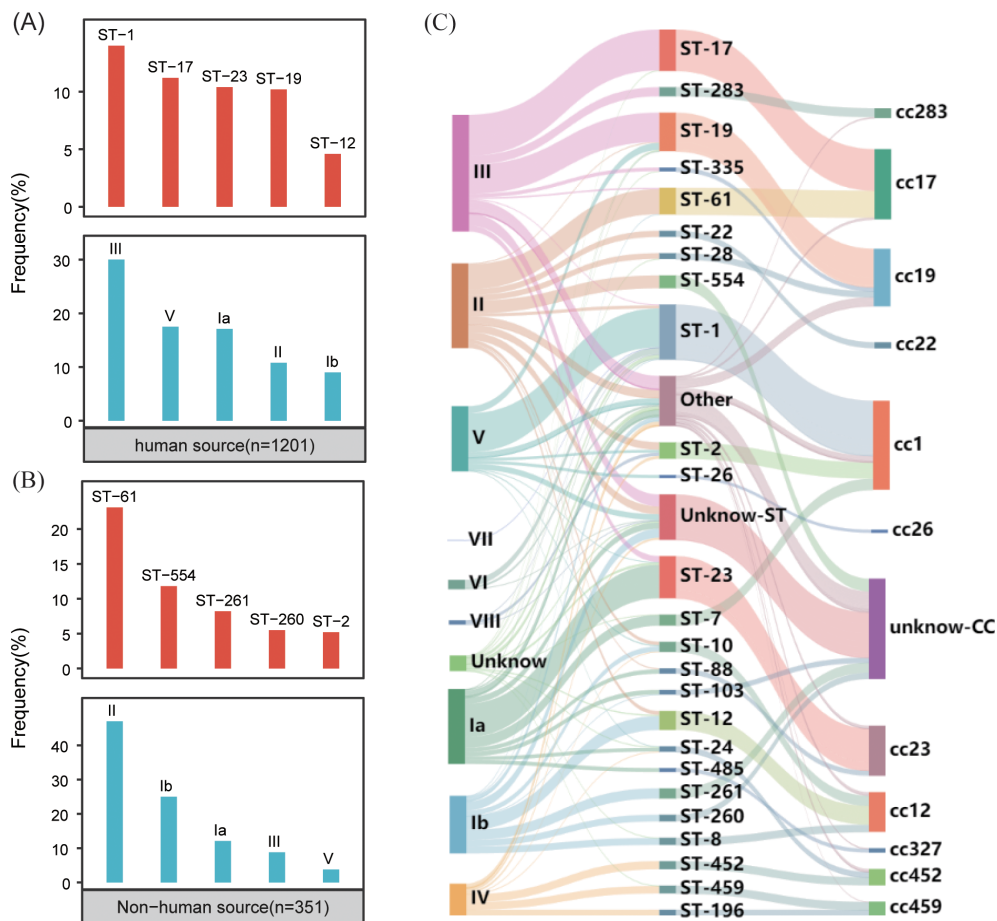 (A)
ST−1
ST−17
ST−23
ST−19
ST−12
10
5
0
Frequency(%)
III
V
Ia
II
Ib
30
20
10
0
human source(n=1201)
(B)
ST−61
ST−554
ST−261
ST−260
ST−2
20
15
10
5
0
Frequency(%)
II
Ib
Ia
III
V
40
30
20
10
0
Non−human source(n=351)
(C)
III
II
V
VII
VI
VIII
Unknow
Ia
Ib
IV
ST-17
ST-283
ST-19
ST-335
ST-61
ST-22
ST-28
ST-554
ST-1
Other
ST-2
ST-26
Unknow-ST
ST-23
ST-7
ST-10
ST-88
ST-103
ST-12
ST-24
ST-485
ST-261
ST-260
ST-8
ST-452
ST-459
ST-196
cc283
cc17
cc19
cc22
cc1
cc26
unknow-CC
cc23
cc12
cc327
cc452
cc459